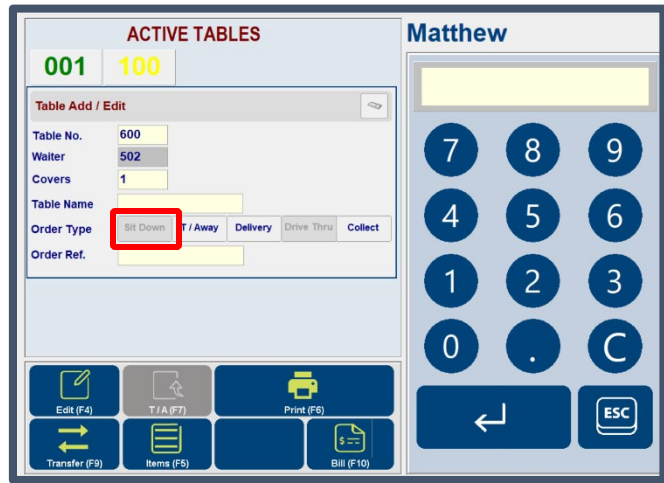 ACTIVE TABLES
Matthew
001 100
Table Add / Edit
Table No. 600
Waiter 502
Covers 1
Table Name
Order Type Sit Down T / Away Delivery Drive Thru Collect
Order Ref.
7 8 9
4 5 6
1 2 3
0 . C
ESC
Edit (F4) T / A (F7) Print (F6)
Transfer (F9) Items (F5) Bill (F10)